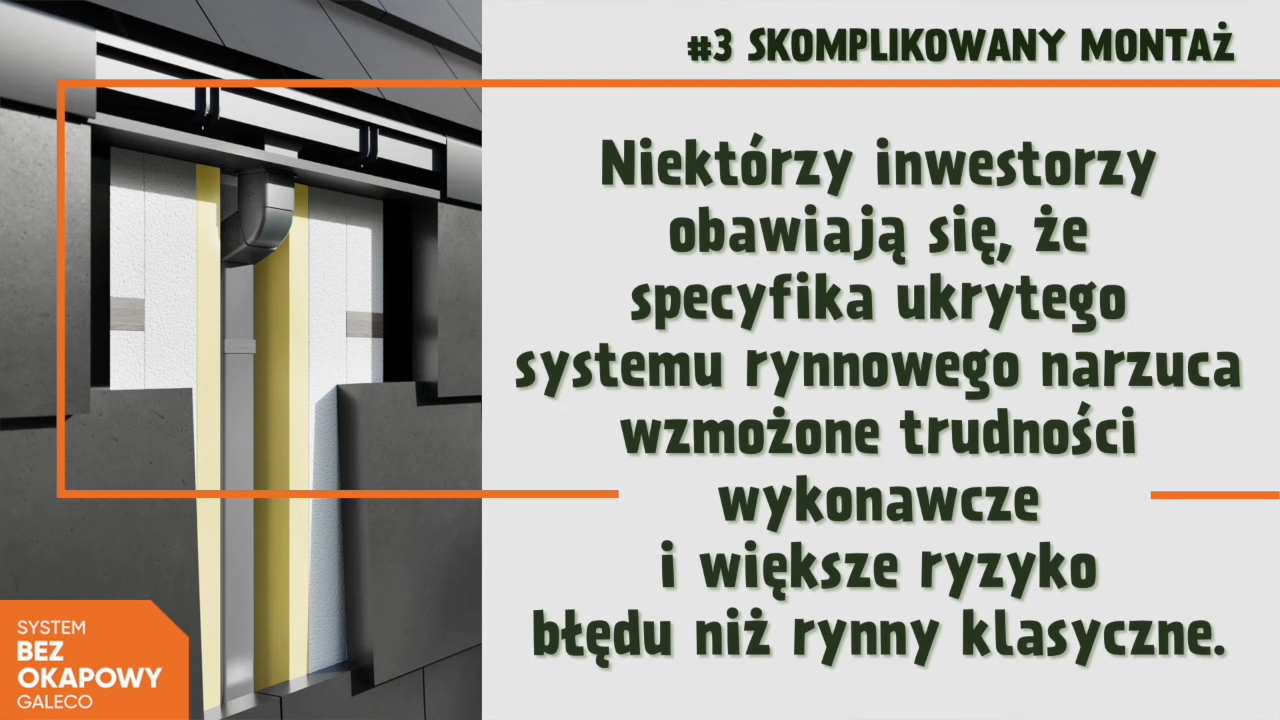 #3 SKOMPLIKOWANY MONTAŻ
Niektórzy inwestorzy
obawiają się, że
specyfika ukrytego
systemu rynnowego narzuca
wzmożone trudności
wykonawcze
i większe ryzyko
błędu niż rynny klasyczne.
SYSTEM
BEZ
OKAPOWY
GALECO